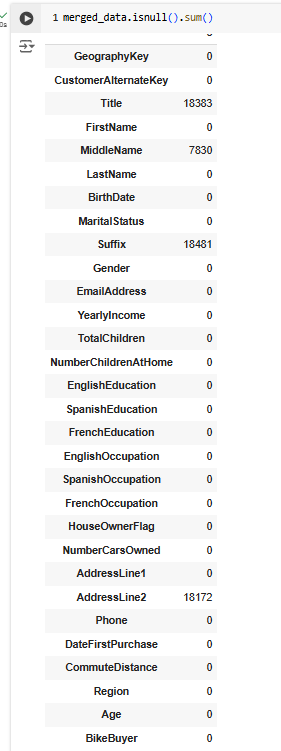 1 merged_data.isnull().sum()
0s
GeographyKey 0
CustomerAlternateKey 0
Title 18383
FirstName 0
MiddleName 7830
LastName 0
BirthDate 0
MaritalStatus 0
Suffix 18481
Gender 0
EmailAddress 0
YearlyIncome 0
TotalChildren 0
NumberChildrenAtHome 0
EnglishEducation 0
SpanishEducation 0
FrenchEducation 0
EnglishOccupation 0
SpanishOccupation 0
FrenchOccupation 0
HouseOwnerFlag 0
NumberCarsOwned 0
AddressLine1 0
AddressLine2 18172
Phone 0
DateFirstPurchase 0
CommuteDistance 0
Region 0
Age 0
BikeBuyer 0